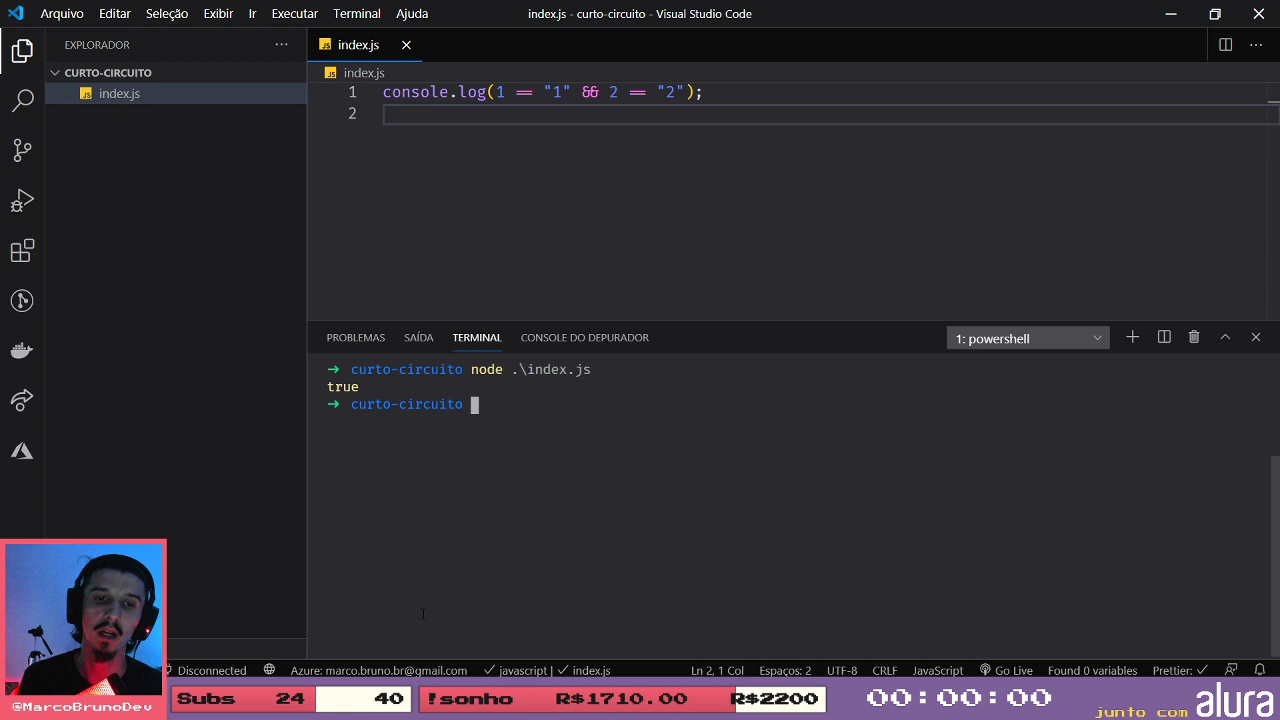 Arquivo Editar Seleção Exibir Ir Executar Terminal Ajuda
index.js - curto-circuito - Visual Studio Code
EXPLORADOR
index.js
CURTO-CIRCUITO
index.js
index.js
1 console.log(1 == "1" && 2 == "2");
2
PROBLEMAS SAÍDA TERMINAL CONSOLE DO DEPURADOR
1: powershell
➜ curto-circuito node .\index.js
true
➜ curto-circuito
Disconnected Azure: marco.bruno.br@gmail.com javascript | index.js Ln 2, 1 Col Espaços: 2 UTF-8 CRLF JavaScript Go Live Found 0 variables Prettier:
@MarcoBrunoDev
Subs 24 40
!sonho R$1710.00 R$2200
00:00:00
junto com alura